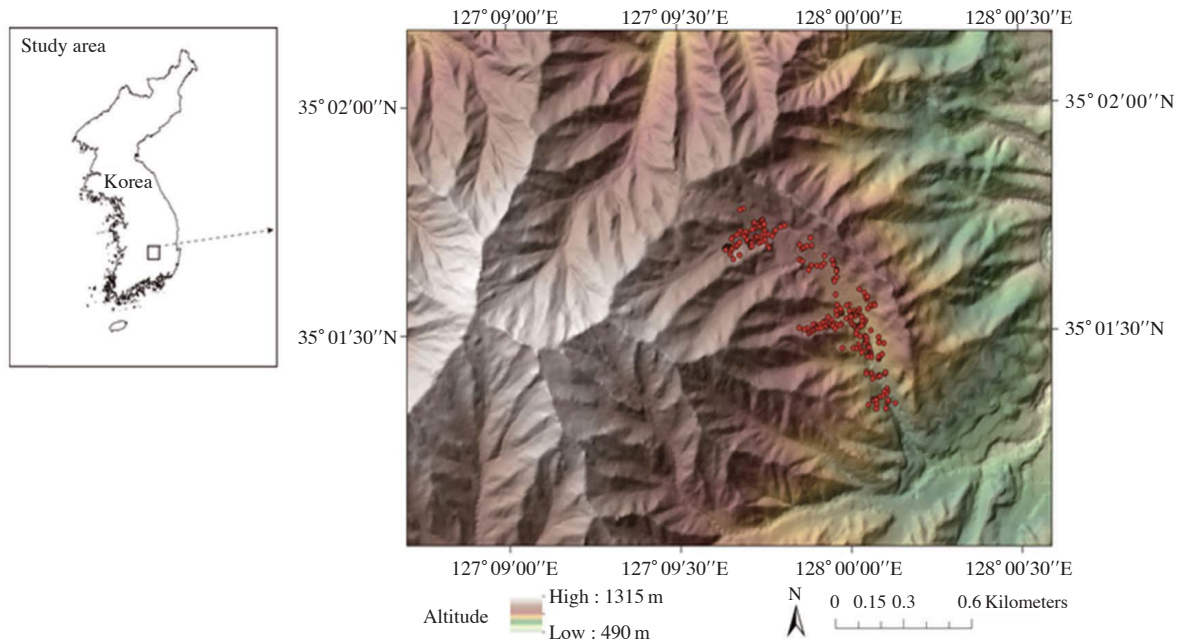 Study area
Korea
127° 09′00′′E 127° 09′30′′E 128° 00′00′′E 128° 00′30′′E
35° 02′00′′N
35° 02′00′′N
35° 01′30′′N
35° 01′30′′N
127° 09′00′′E 127° 09′30′′E 128° 00′00′′E 128° 00′30′′E
Altitude
High : 1315 m
Low : 490 m
N
0 0.15 0.3 0.6 Kilometers